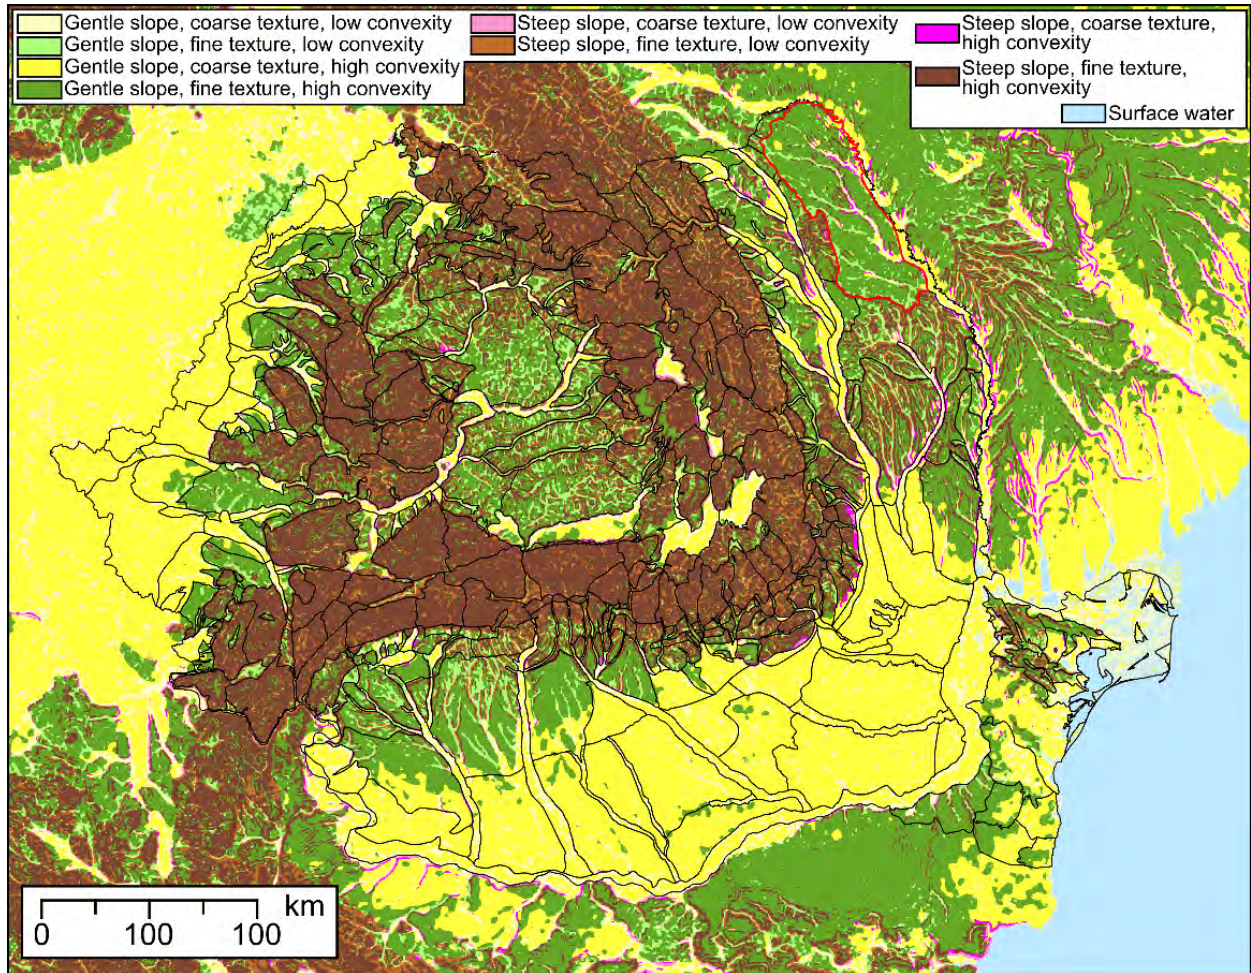 Gentle slope, coarse texture, low convexity
Gentle slope, fine texture, low convexity
Gentle slope, coarse texture, high convexity
Gentle slope, fine texture, high convexity
Steep slope, coarse texture, low convexity
Steep slope, fine texture, low convexity
Steep slope, coarse texture,
high convexity
Steep slope, fine texture,
high convexity
Surface water
km
0 100 100